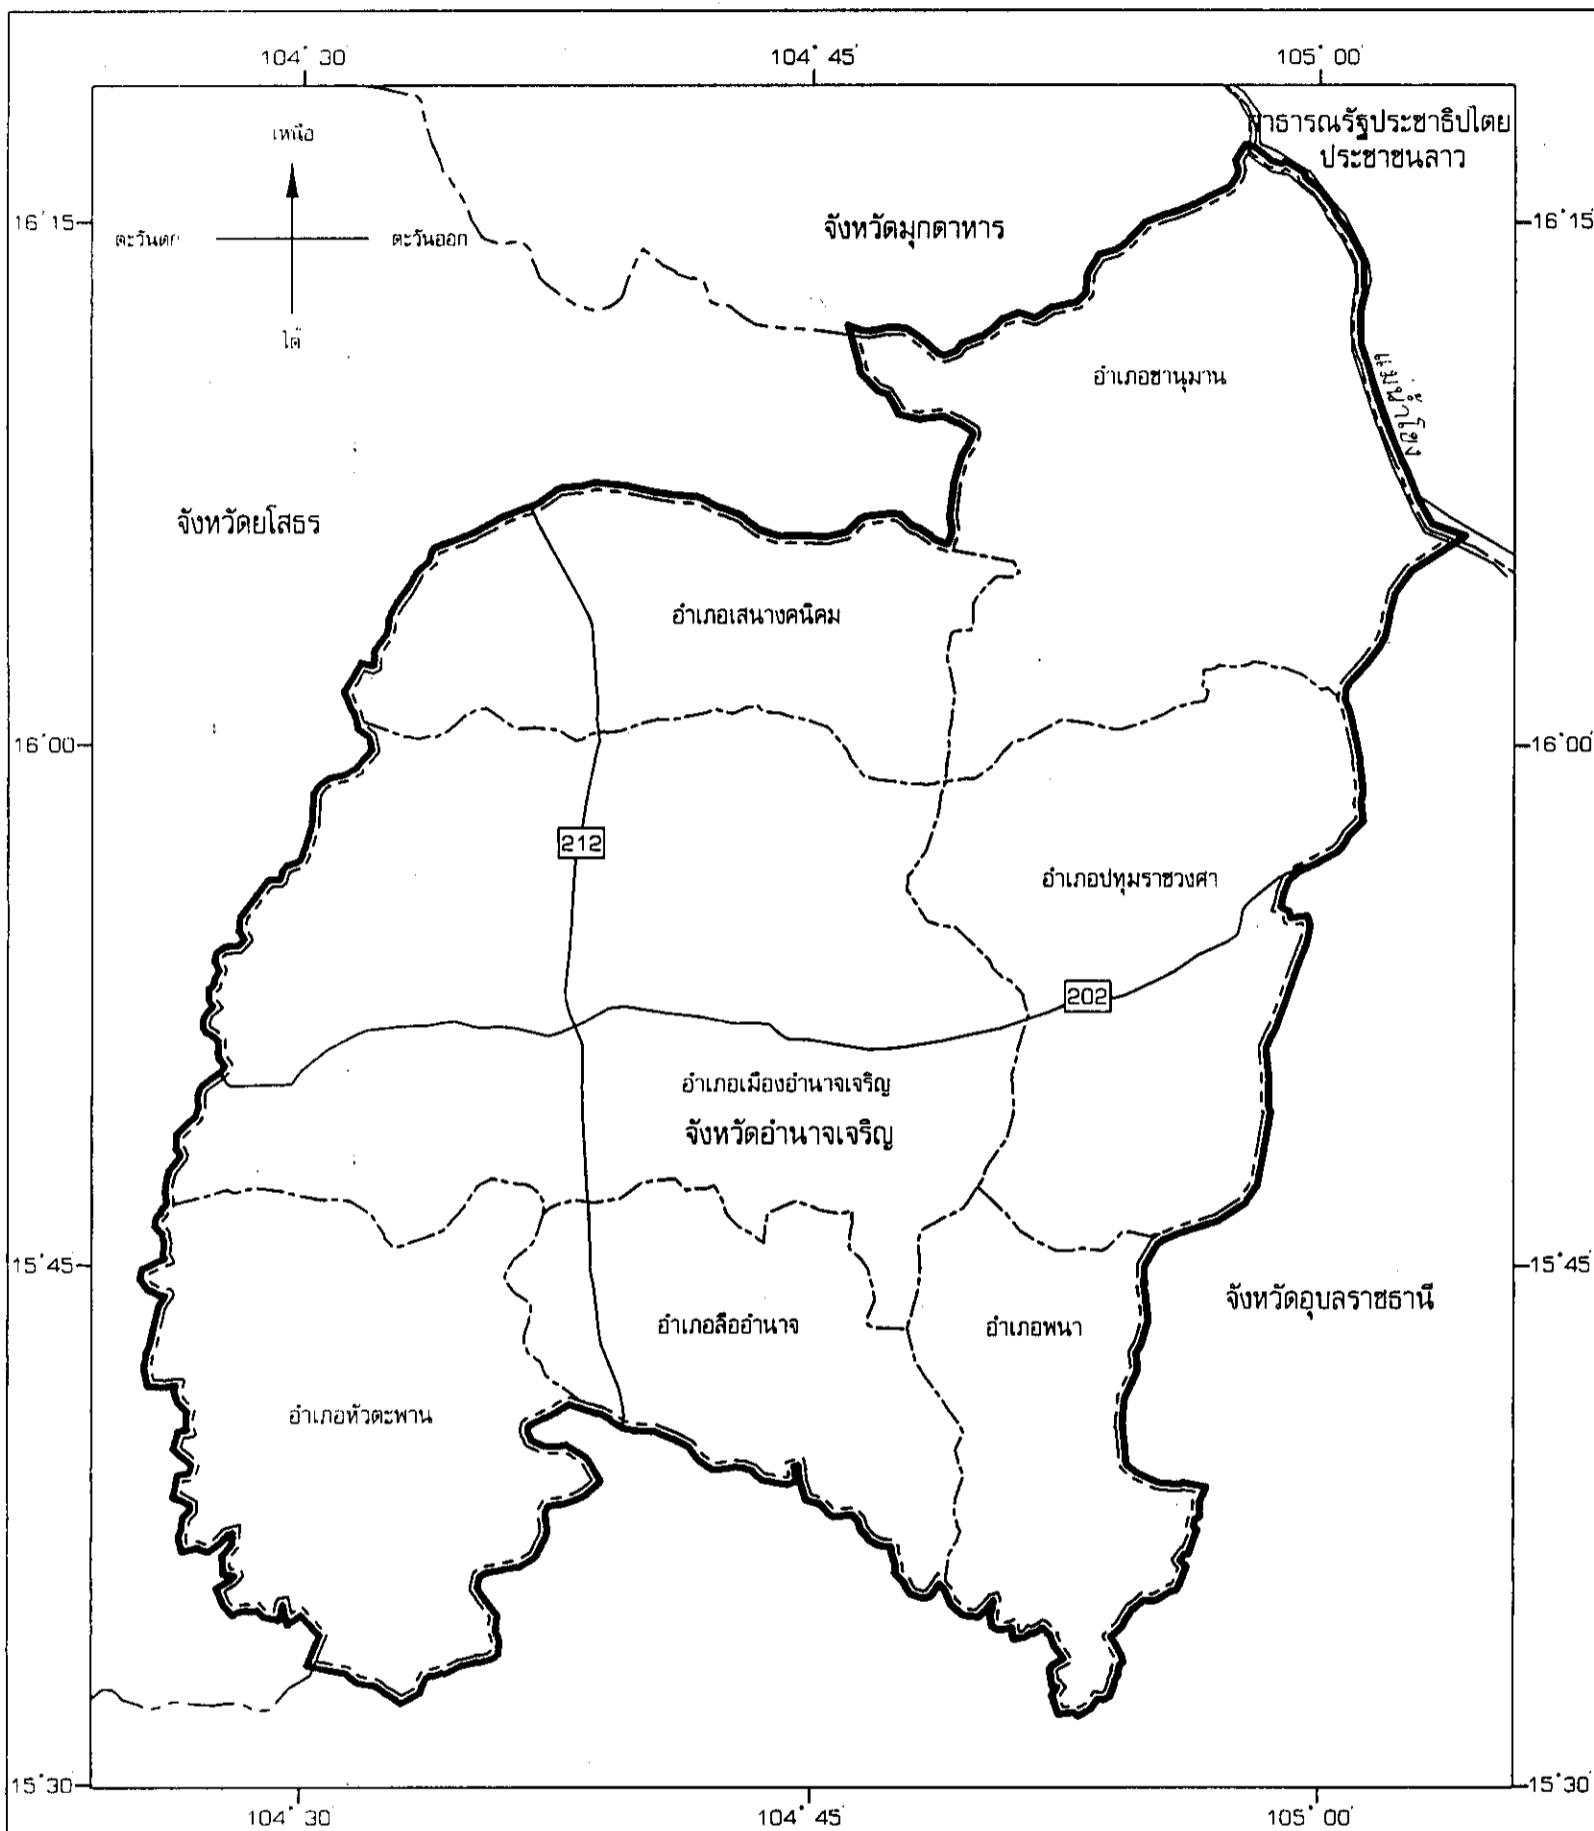 104° 30'
104° 45'
105° 00'
สาธารณรัฐประชาธิปไตย
ประชาชนลาว
เหนือ
16°15'
ตะวันตก
ตะวันออก
จังหวัดมุกดาหาร
16°15'
ใต้
อำเภอชานุมาน
แม่น้ำโขง
จังหวัดยโสธร
อำเภอเสนางคนิคม
16°00'
16°00'
212
อำเภอปทุมราชวงศา
202
อำเภอเมืองอำนาจเจริญ
จังหวัดอำนาจเจริญ
15°45'
15°45'
จังหวัดอุบลราชธานี
อำเภอลืออำนาจ
อำเภอพนา
อำเภอหัวตะพาน
15°30'
15°30'
104° 30'
104° 45'
105° 00'